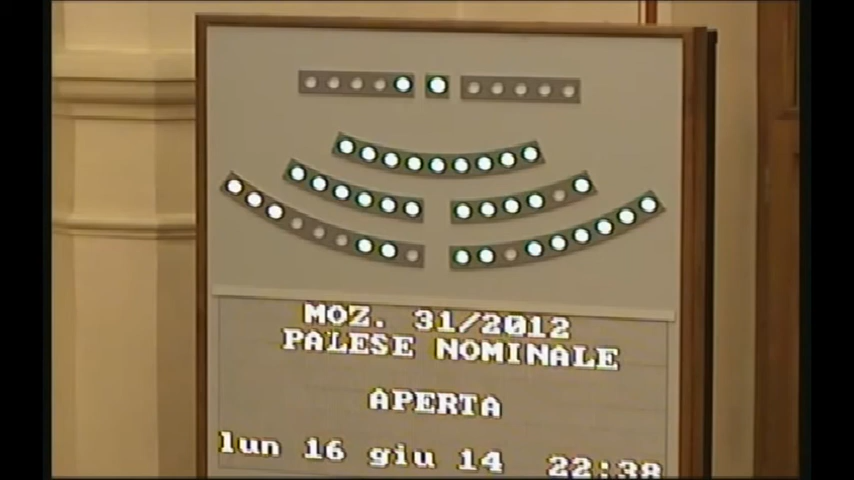 MOZ. 31/2012
PALESE NOMINALE
APERTA
lun 16 giu 14 22:38